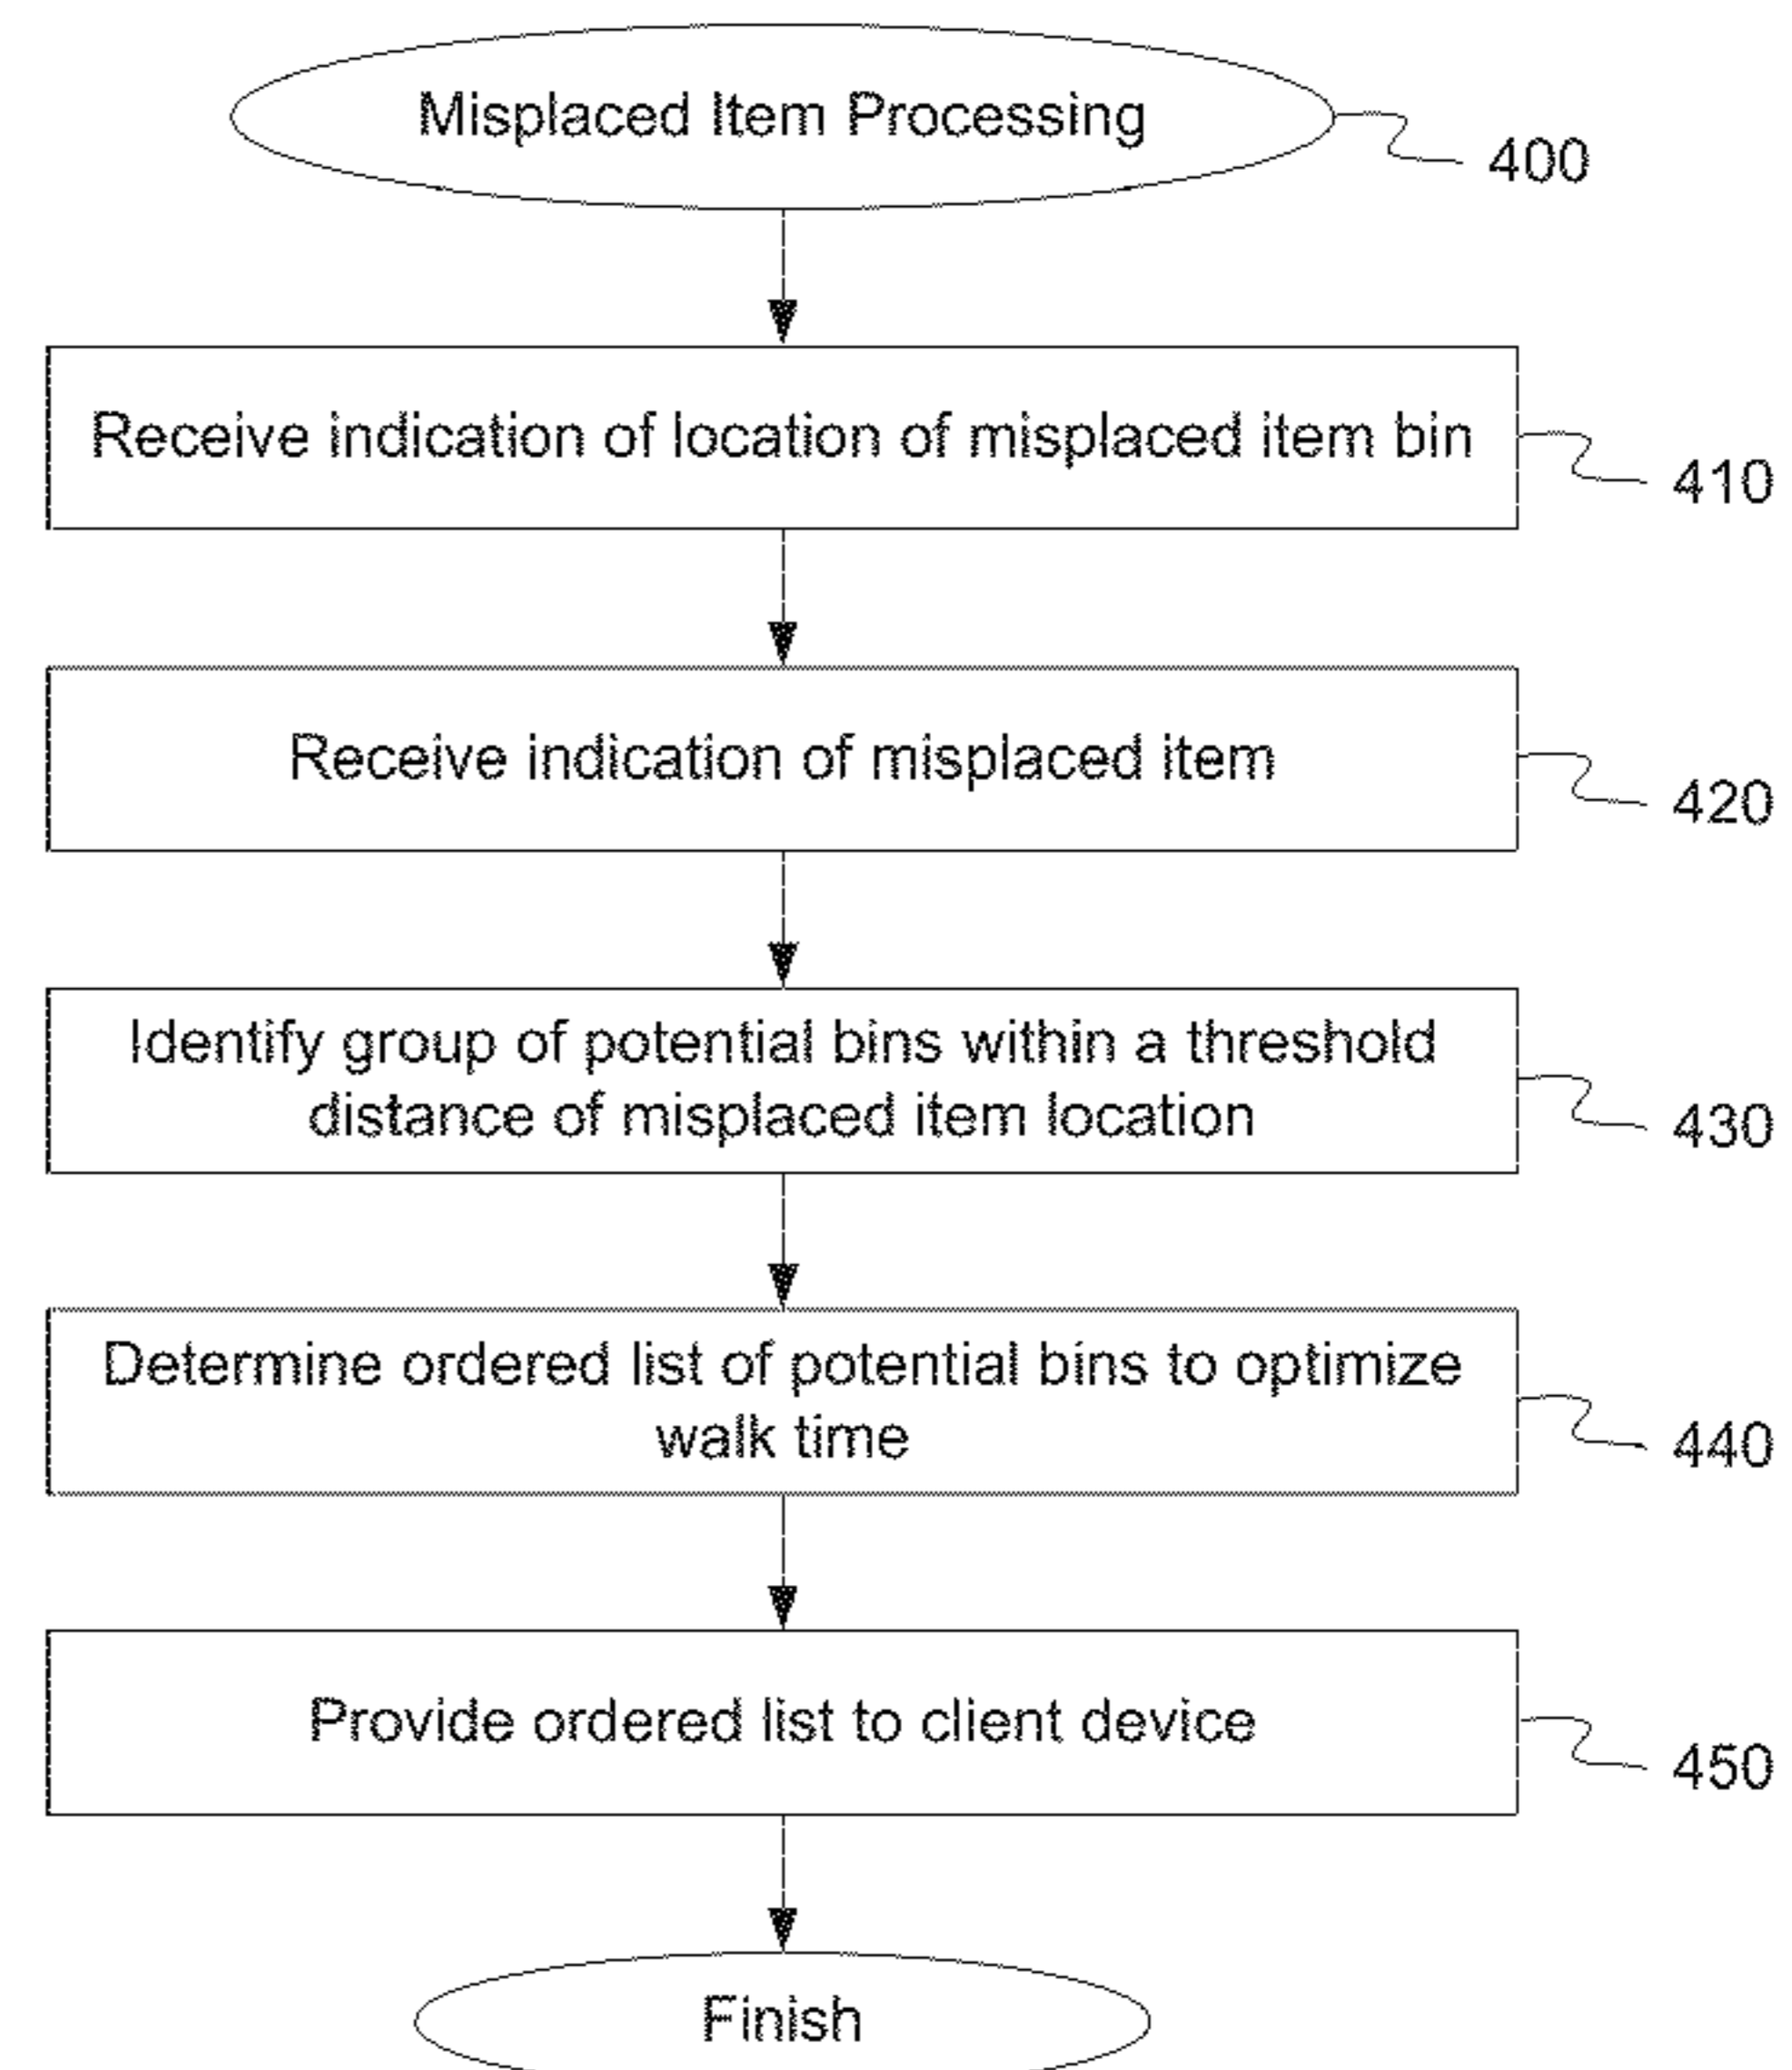 Misplaced Item Processing
400
Receive indication of location of misplaced item bin
410
Receive indication of misplaced item
420
Identify group of potential bins within a threshold
distance of misplaced item location
430
Determine ordered list of potential bins to optimize
walk time
440
Provide ordered list to client device
450
Finish